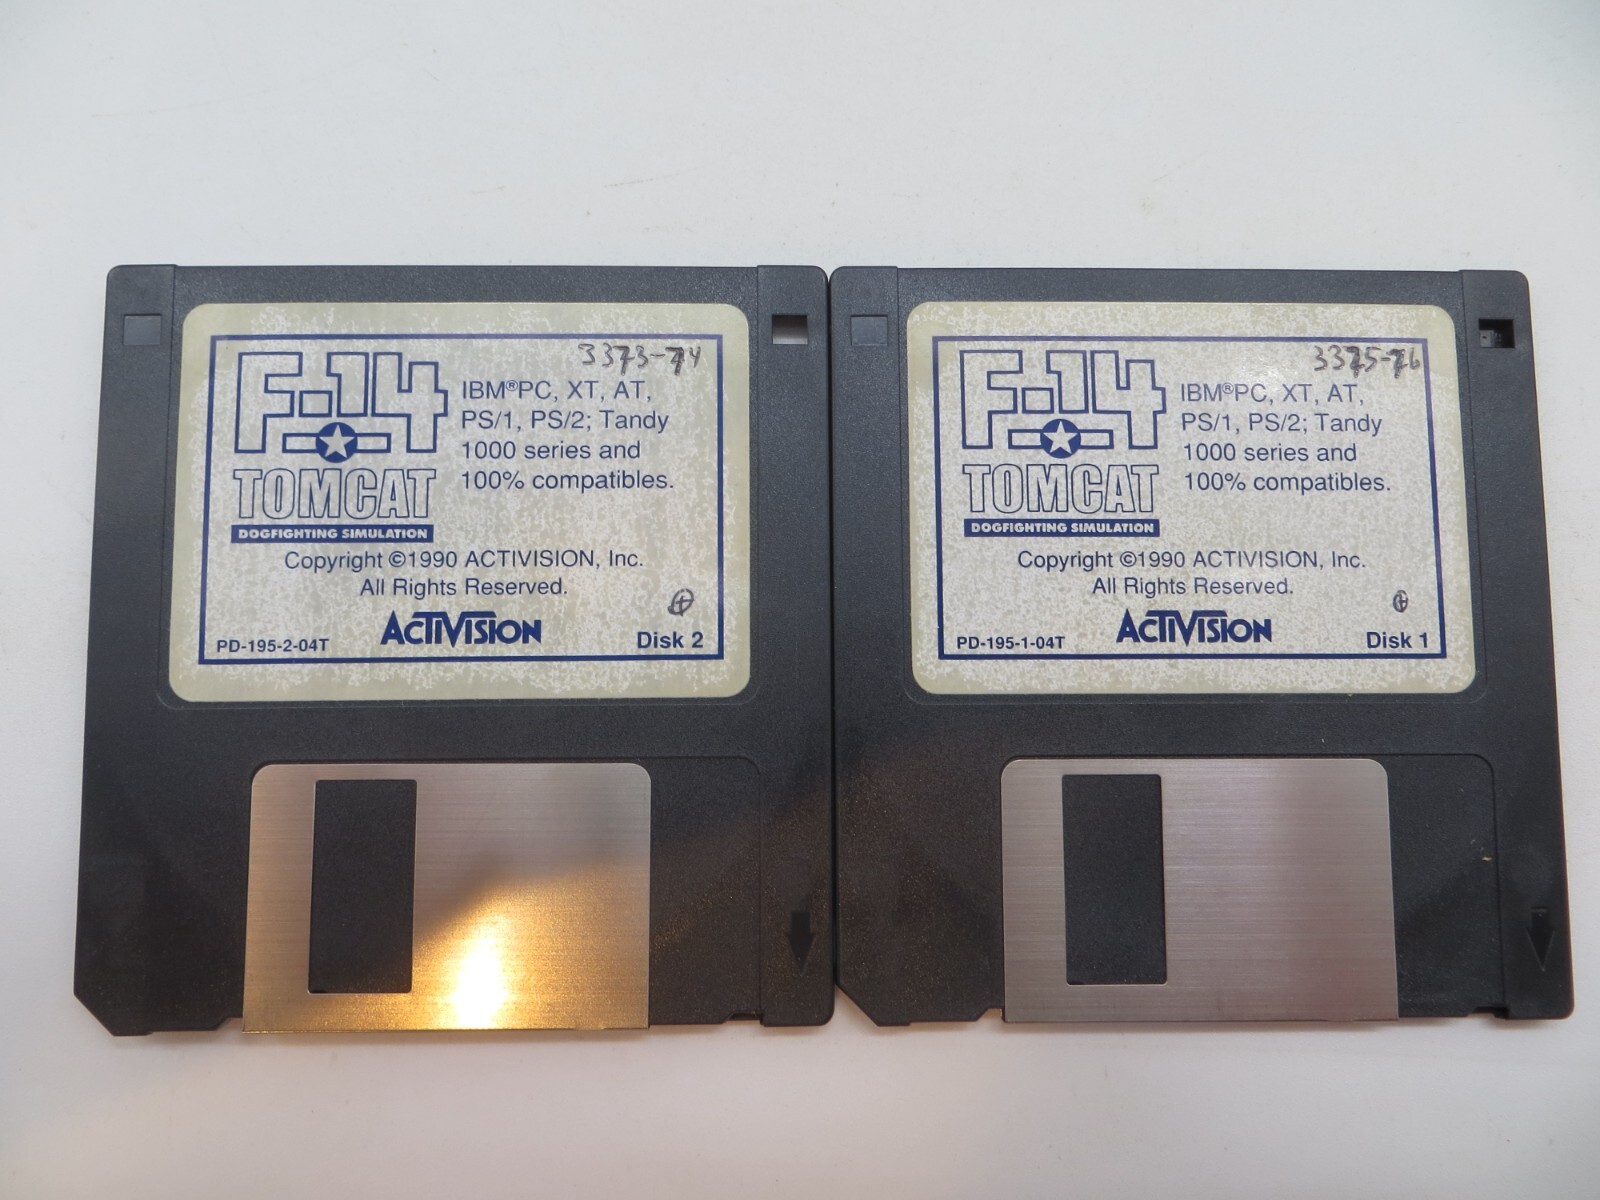 3373-74
F-14
IBM®PC, XT, AT,
PS/1, PS/2; Tandy
1000 series and
100% compatibles.
TOMCAT
DOGFIGHTING SIMULATION
Copyright ©1990 ACTIVISION, Inc.
All Rights Reserved.
ACTIVISION
PD-195-2-04T
Disk 2
3375-76
F-14
IBM®PC, XT, AT,
PS/1, PS/2; Tandy
1000 series and
100% compatibles.
TOMCAT
DOGFIGHTING SIMULATION
Copyright ©1990 ACTIVISION, Inc.
All Rights Reserved.
ACTIVISION
PD-195-1-04T
Disk 1